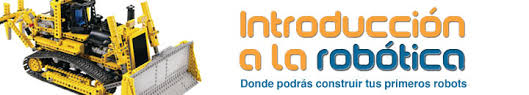 Introducción
a la robótica
Donde podrás construir tus primeros robots